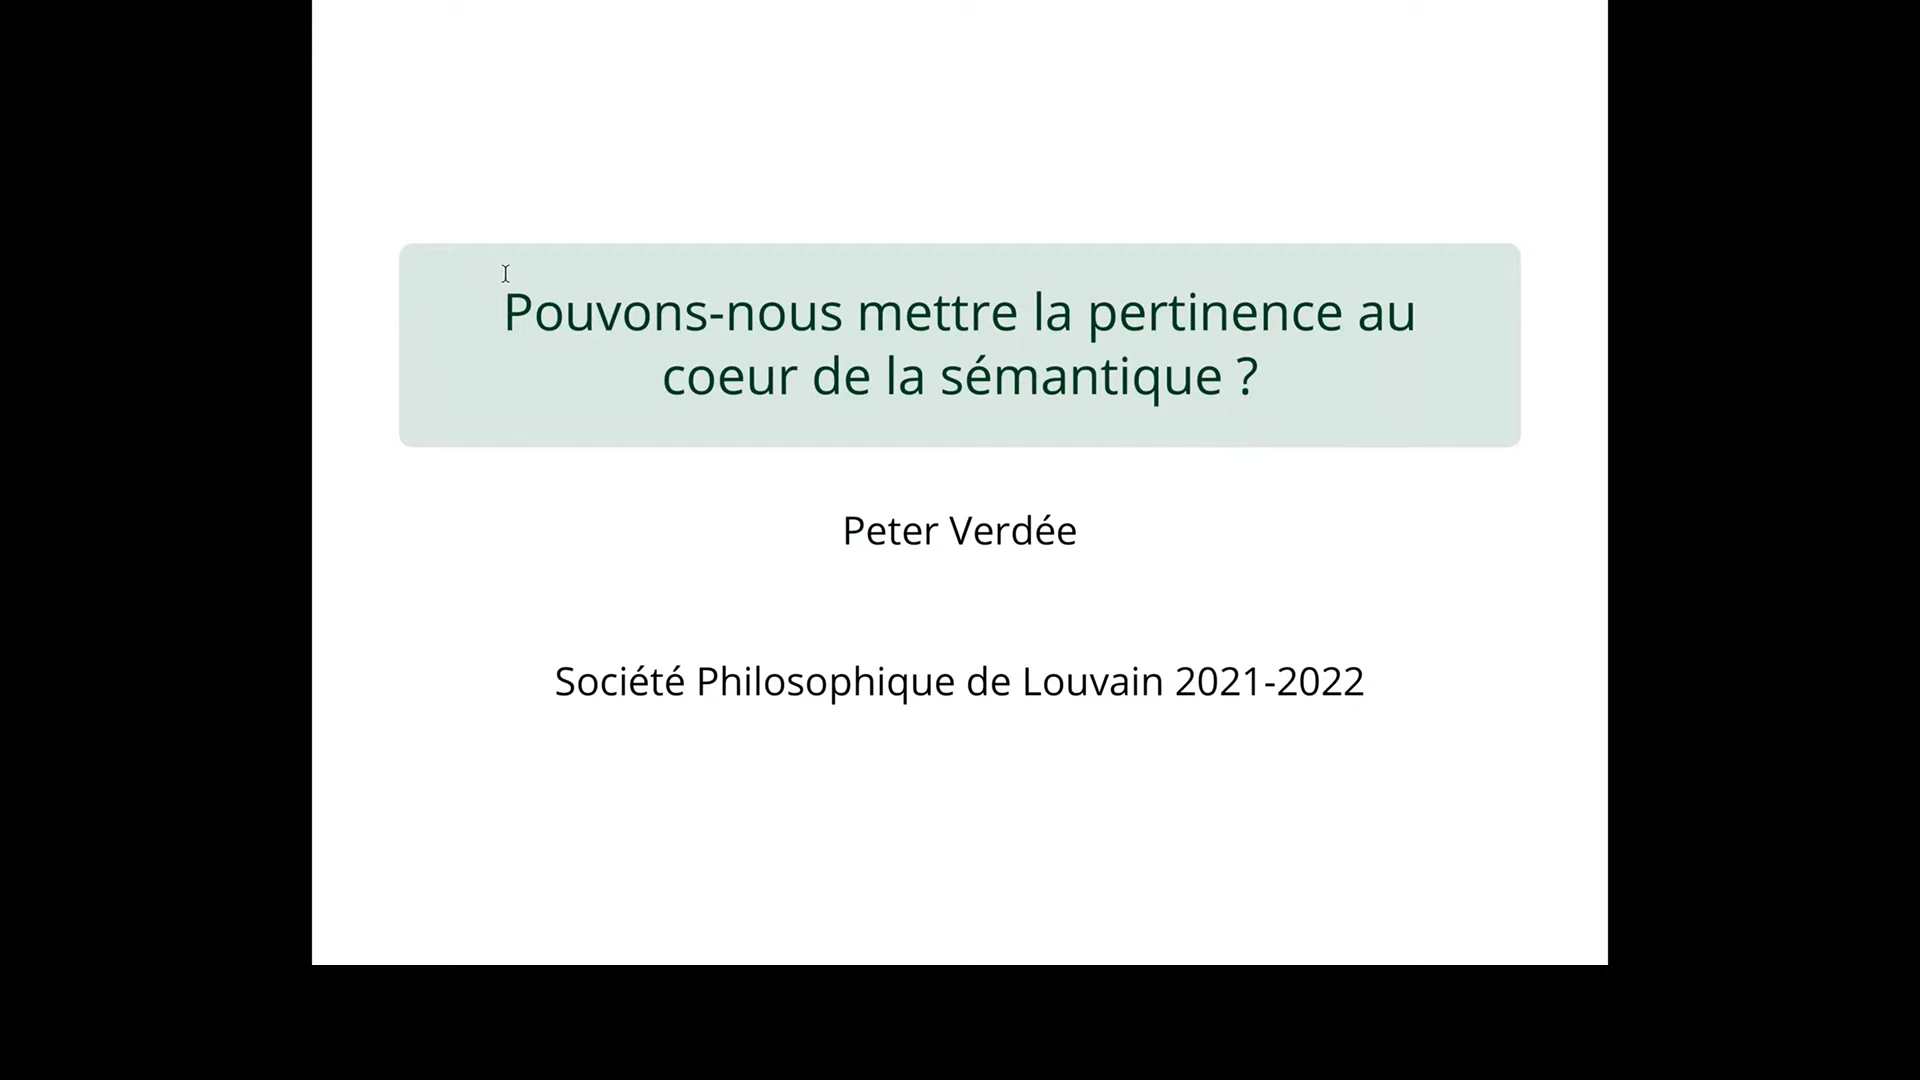 Pouvons-nous mettre la pertinence au
coeur de la sémantique ?
Peter Verdée
Société Philosophique de Louvain 2021-2022